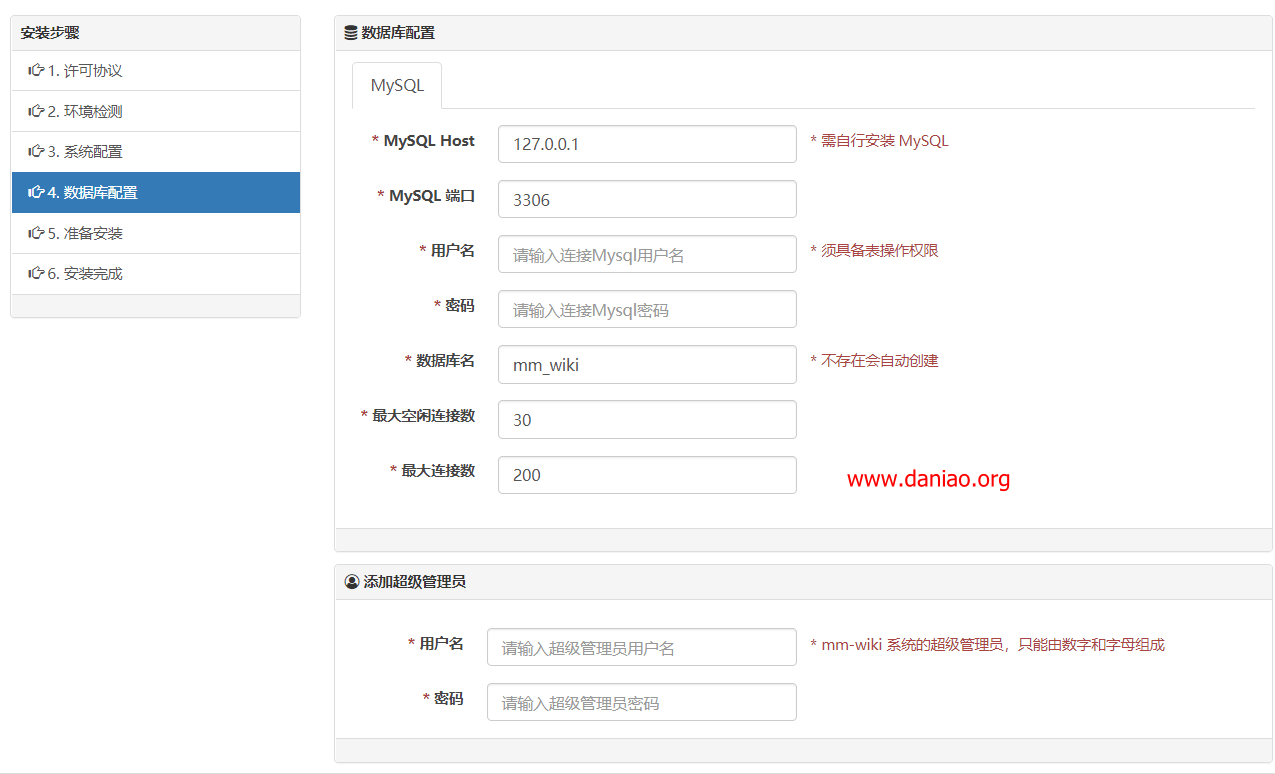 安装步骤
1. 许可协议
2. 环境检测
3. 系统配置
4. 数据库配置
5. 准备安装
6. 安装完成
数据库配置
MySQL
* MySQL Host 127.0.0.1 * 需自行安装 MySQL
* MySQL 端口 3306
* 用户名 请输入连接Mysql用户名 * 须具备表操作权限
* 密码 请输入连接Mysql密码
* 数据库名 mm_wiki * 不存在会自动创建
* 最大空闲连接数 30
* 最大连接数 200
www.daniao.org
添加超级管理员
* 用户名 请输入超级管理员用户名 * mm-wiki 系统的超级管理员，只能由数字和字母组成
* 密码 请输入超级管理员密码